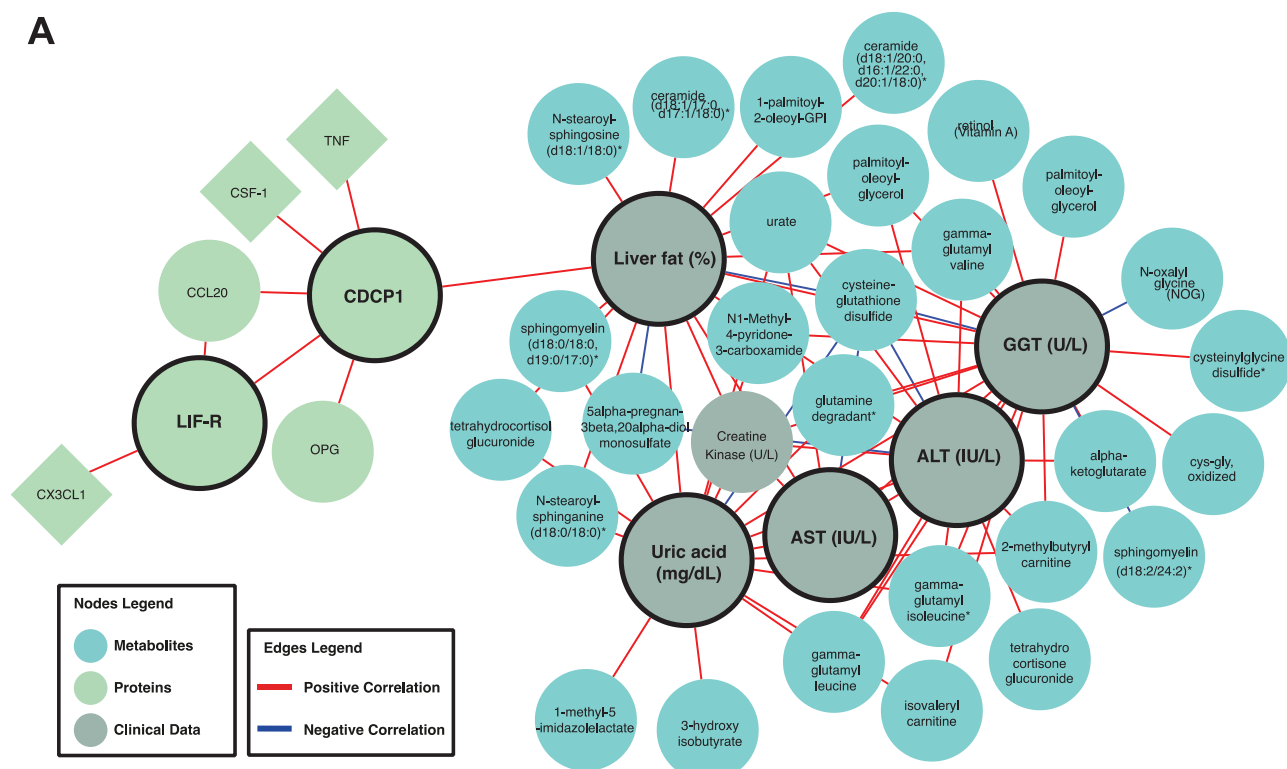 A
ceramide
(d18:1/20:0,
d16:1/22:0,
d20:1/18:0)*
ceramide
(d18:1/17:0,
d17:1/18:0)*
1-palmitoyl-
2-oleoyl-GPI
N-stearoyl-
sphingosine
(d18:1/18:0)*
retinol
(Vitamin A)
TNF
palmitoyl-
oleoyl-
glycerol
palmitoyl-
oleoyl-
glycerol
CSF-1
urate
gamma-
glutamyl
valine
Liver fat (%)
N-oxalyl
glycine
(NOG)
CCL20
CDCP1
cysteine-
glutathione
disulfide
sphingomyelin
(d18:0/18:0,
d19:0/17:0)*
N1-Methyl-
4-pyridone-
3-carboxamide
GGT (U/L)
cysteinylglycine
disulfide*
LIF-R
OPG
tetrahydrocortisol
glucuronide
5alpha-pregnan-
3beta,20alpha-diol
monosulfate
Creatine
Kinase (U/L)
glutamine
degradant*
ALT (IU/L)
alpha-
ketoglutarate
cys-gly,
oxidized
CX3CL1
N-stearoyl-
sphinganine
(d18:0/18:0)*
Uric acid
(mg/dL)
AST (IU/L)
2-methylbutyryl
carnitine
sphingomyelin
(d18:2/24:2)*
gamma-
glutamyl
isoleucine*
gamma-
glutamyl
leucine
tetrahydro
cortisone
glucuronide
isovaleryl
carnitine
1-methyl-5
-imidazolelactate
3-hydroxy
isobutyrate
Nodes Legend
Metabolites
Proteins
Clinical Data
Edges Legend
Positive Correlation
Negative Correlation